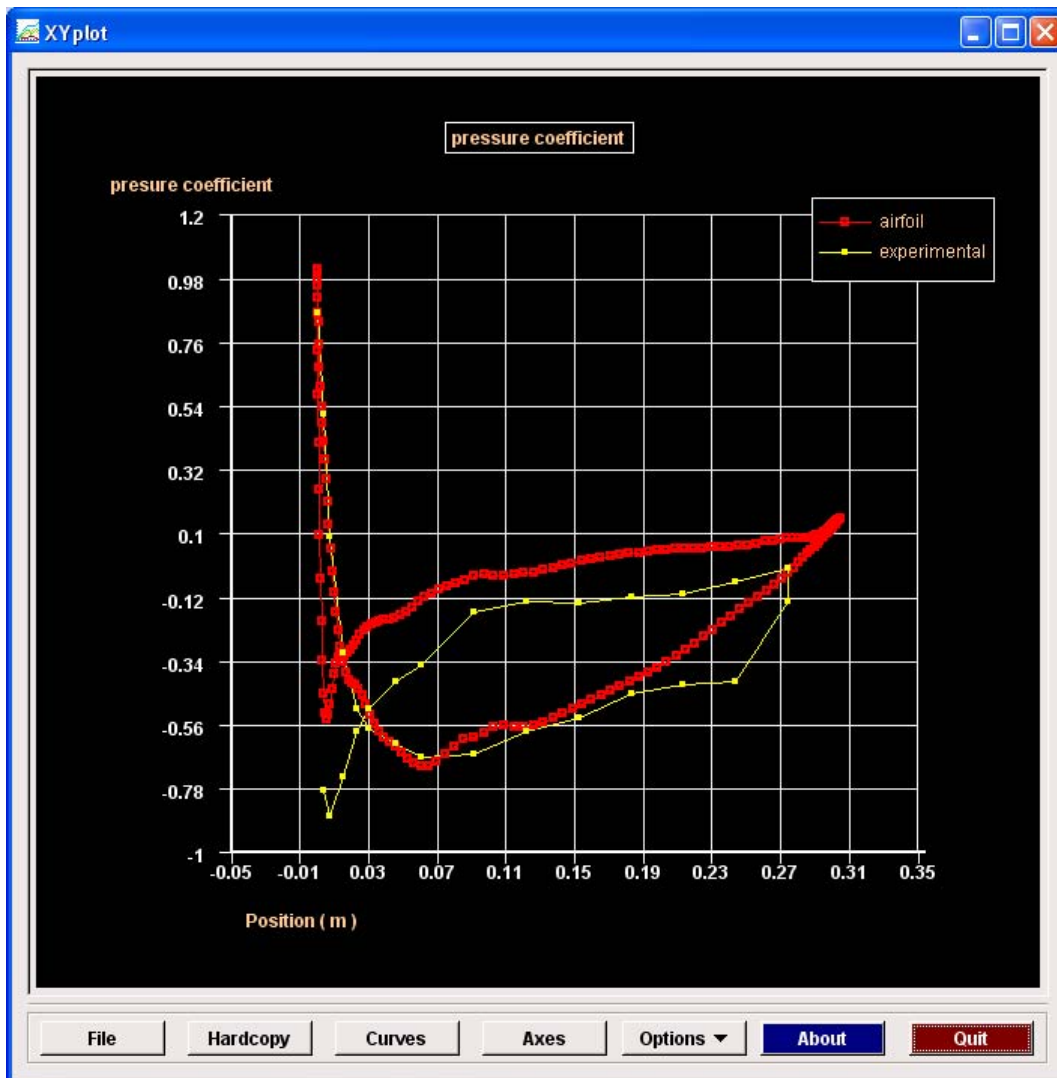 XYplot
pressure coefficient
presure coefficient
airfoil
experimental
1.2
0.98
0.76
0.54
0.32
0.1
-0.12
-0.34
-0.56
-0.78
-1
-0.05 -0.01 0.03 0.07 0.11 0.15 0.19 0.23 0.27 0.31 0.35
Position ( m )
File Hardcopy Curves Axes Options About Quit